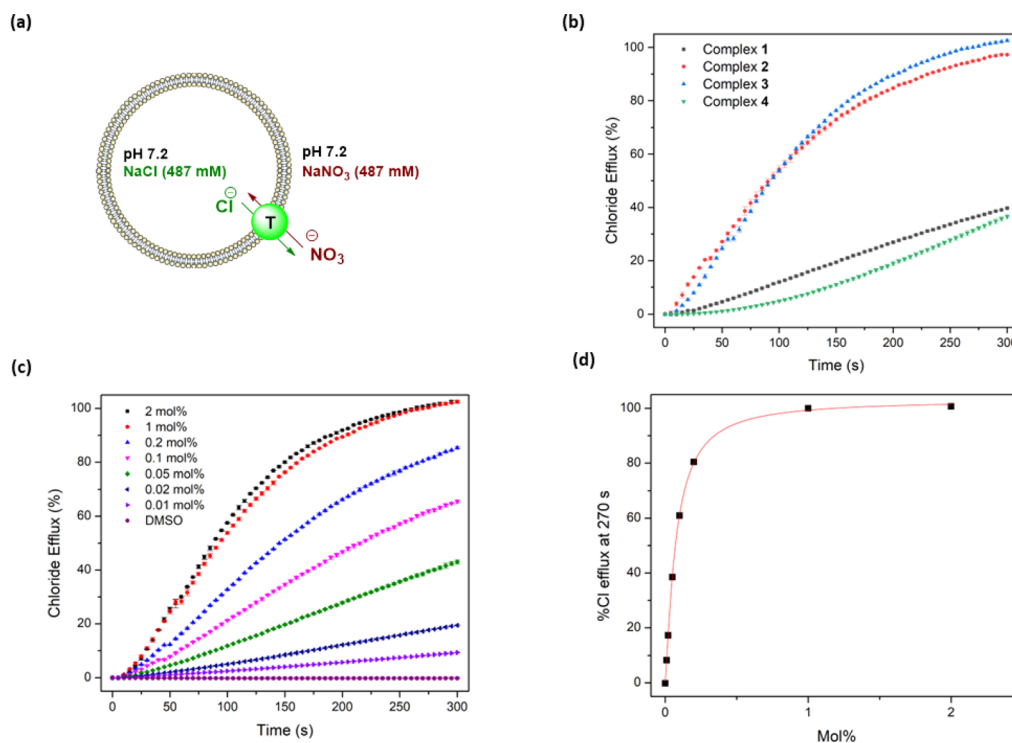 (a)
pH 7.2
NaCl (487 mM)
pH 7.2
NaNO3 (487 mM)
Cl ⊖
T
⊖
NO3
(b)
Complex 1
Complex 2
Complex 3
Complex 4
Chloride Efflux (%)
100
80
60
40
20
0
0 50 100 150 200 250 300
Time (s)
(c)
2 mol%
1 mol%
0.2 mol%
0.1 mol%
0.05 mol%
0.02 mol%
0.01 mol%
DMSO
Chloride Efflux (%)
100
80
60
40
20
0
0 50 100 150 200 250 300
Time (s)
(d)
%Cl efflux at 270 s
100
80
60
40
20
0
0 1 2
Mol%